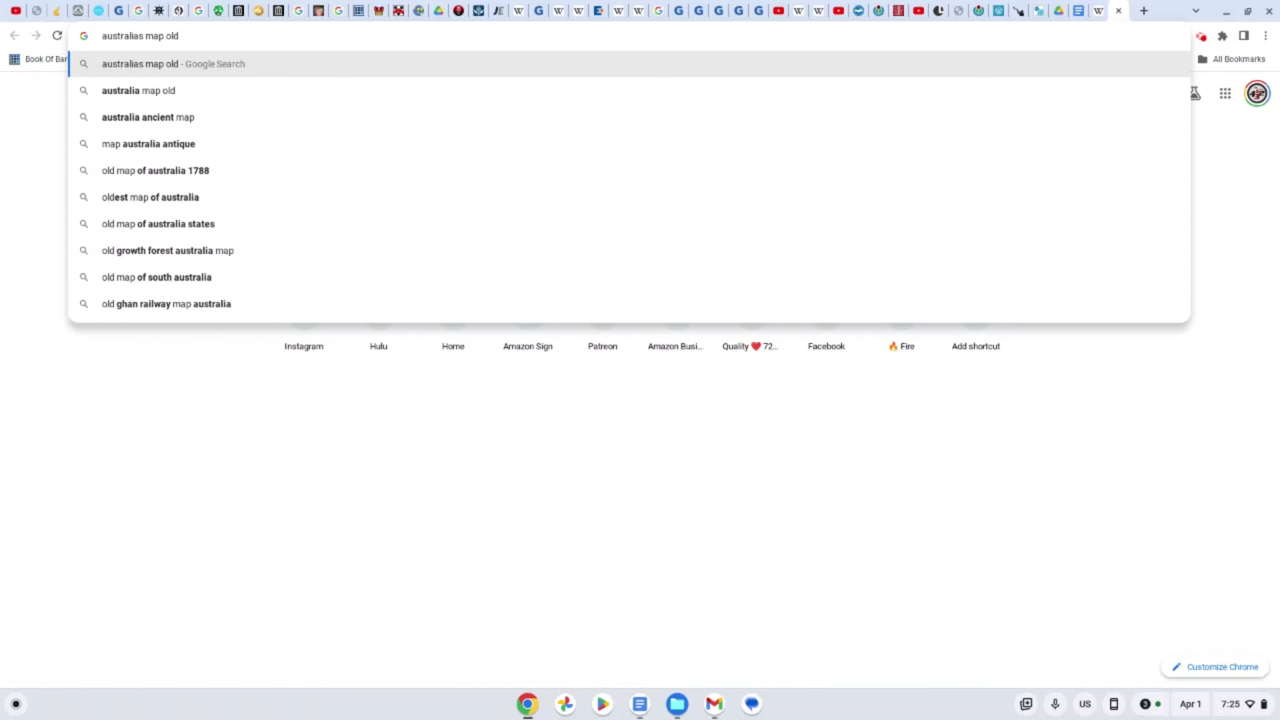 australias map old
Book Of Bar
All Bookmarks
australias map old - Google Search
australia map old
australia ancient map
map australia antique
old map of australia 1788
oldest map of australia
old map of australia states
old growth forest australia map
old map of south australia
old ghan railway map australia
Instagram
Hulu
Home
Amazon Sign
Patreon
Amazon Busi...
Quality ❤️ 72...
Facebook
🔥 Fire
Add shortcut
Customize Chrome
US
3
Apr 1
7:25